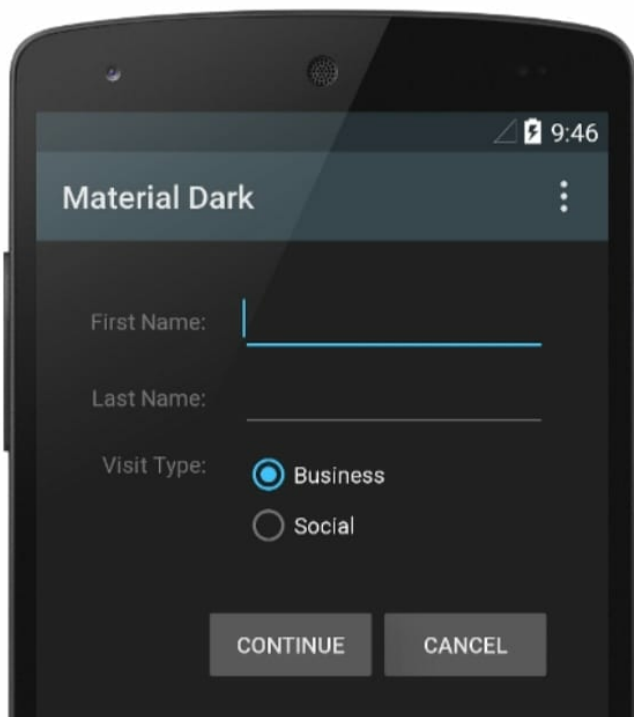 9:46
Material Dark
First Name:
Last Name:
Visit Type:
Business
Social
CONTINUE CANCEL